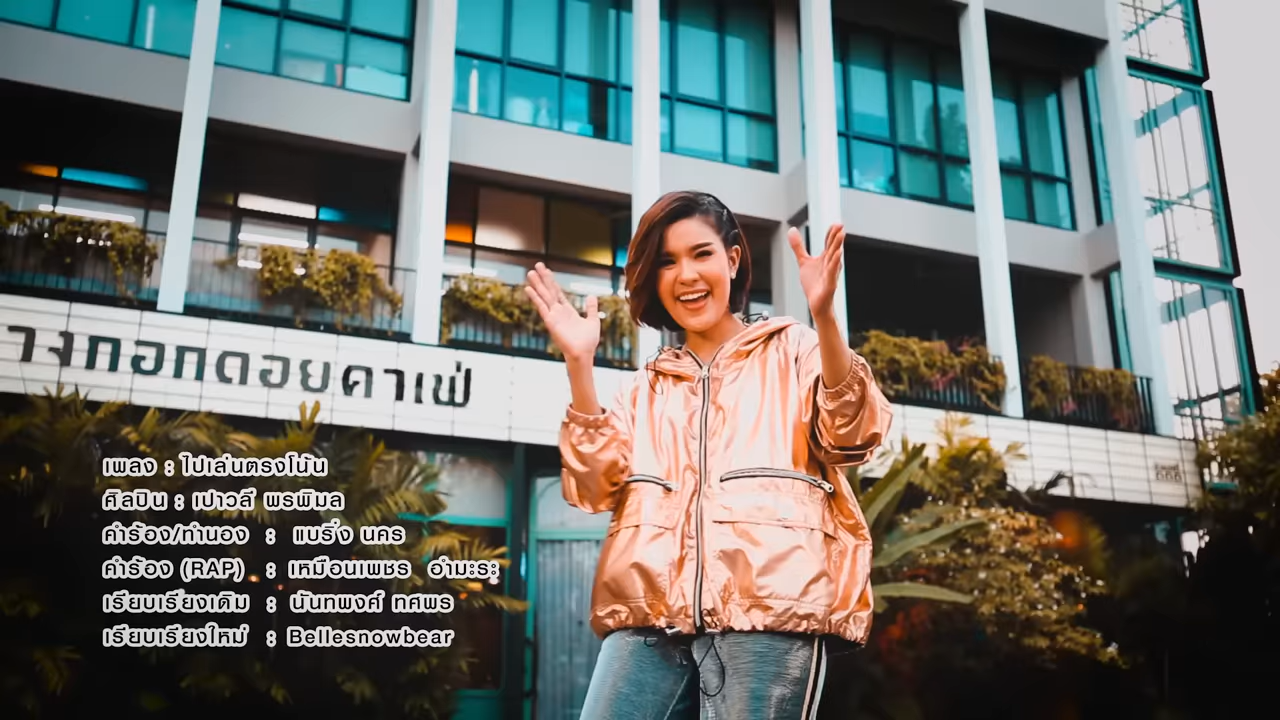 างกอกดอยคาเฟ่
เพลง : ไปเล่นตรงโน้น
ศิลปิน : เปาวลี พรพิมล
คำร้อง/ทำนอง : แบริ่ง นคร
คำร้อง (RAP) : เหมือนเพชร อำมะระ
เรียบเรียงเดิม : นันทพงศ์ ทศพร
เรียบเรียงใหม่ : Bellesnowbear